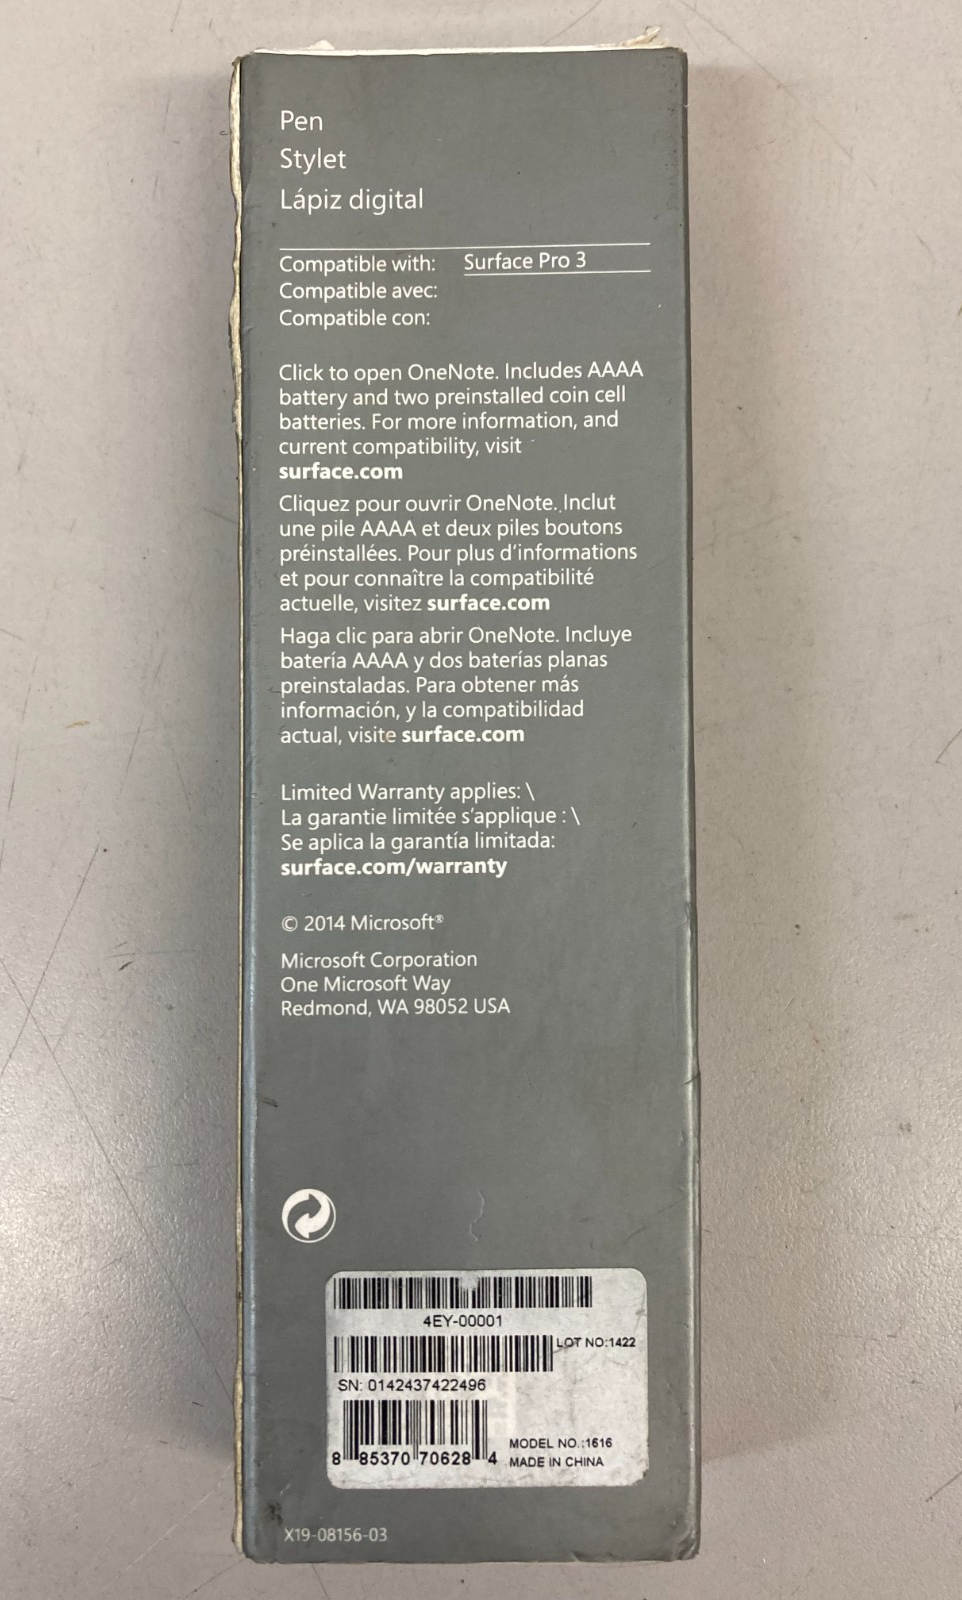 Pen
Stylet
Lápiz digital
Compatible with: Surface Pro 3
Compatible avec:
Compatible con:
Click to open OneNote. Includes AAAA
battery and two preinstalled coin cell
batteries. For more information, and
current compatibility, visit
surface.com
Cliquez pour ouvrir OneNote. Inclut
une pile AAAA et deux piles boutons
préinstallées. Pour plus d'informations
et pour connaître la compatibilité
actuelle, visitez surface.com
Haga clic para abrir OneNote. Incluye
batería AAAA y dos baterías planas
preinstaladas. Para obtener más
información, y la compatibilidad
actual, visite surface.com
Limited Warranty applies: \
La garantie limitée s'applique : \
Se aplica la garantía limitada:
surface.com/warranty
© 2014 Microsoft®
Microsoft Corporation
One Microsoft Way
Redmond, WA 98052 USA
4EY-00001
LOT NO:1422
SN: 0142437422496
8 85370 70628 4
MODEL NO.:1616
MADE IN CHINA
X19-08156-03